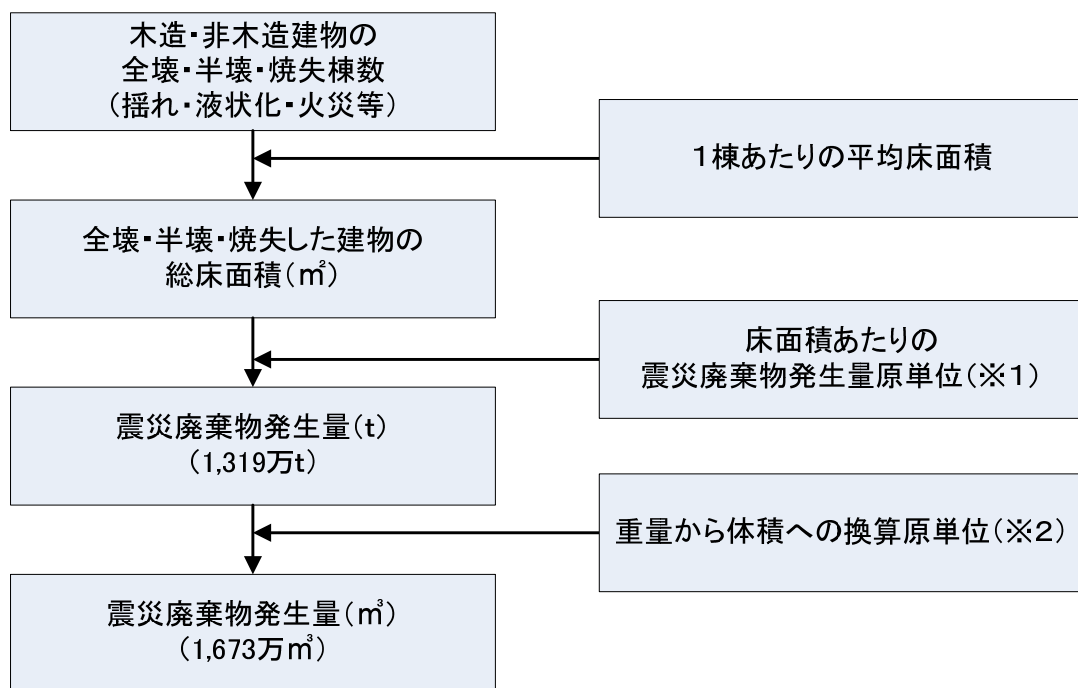 木造・非木造建物の
全壊・半壊・焼失棟数
（揺れ・液状化・火災等）
１棟あたりの平均床面積
全壊・半壊・焼失した建物の
総床面積（㎡）
床面積あたりの
震災廃棄物発生量原単位（※１）
震災廃棄物発生量（t）
（1,319万t）
重量から体積への換算原単位（※２）
震災廃棄物発生量（㎥）
（1,673万㎥）